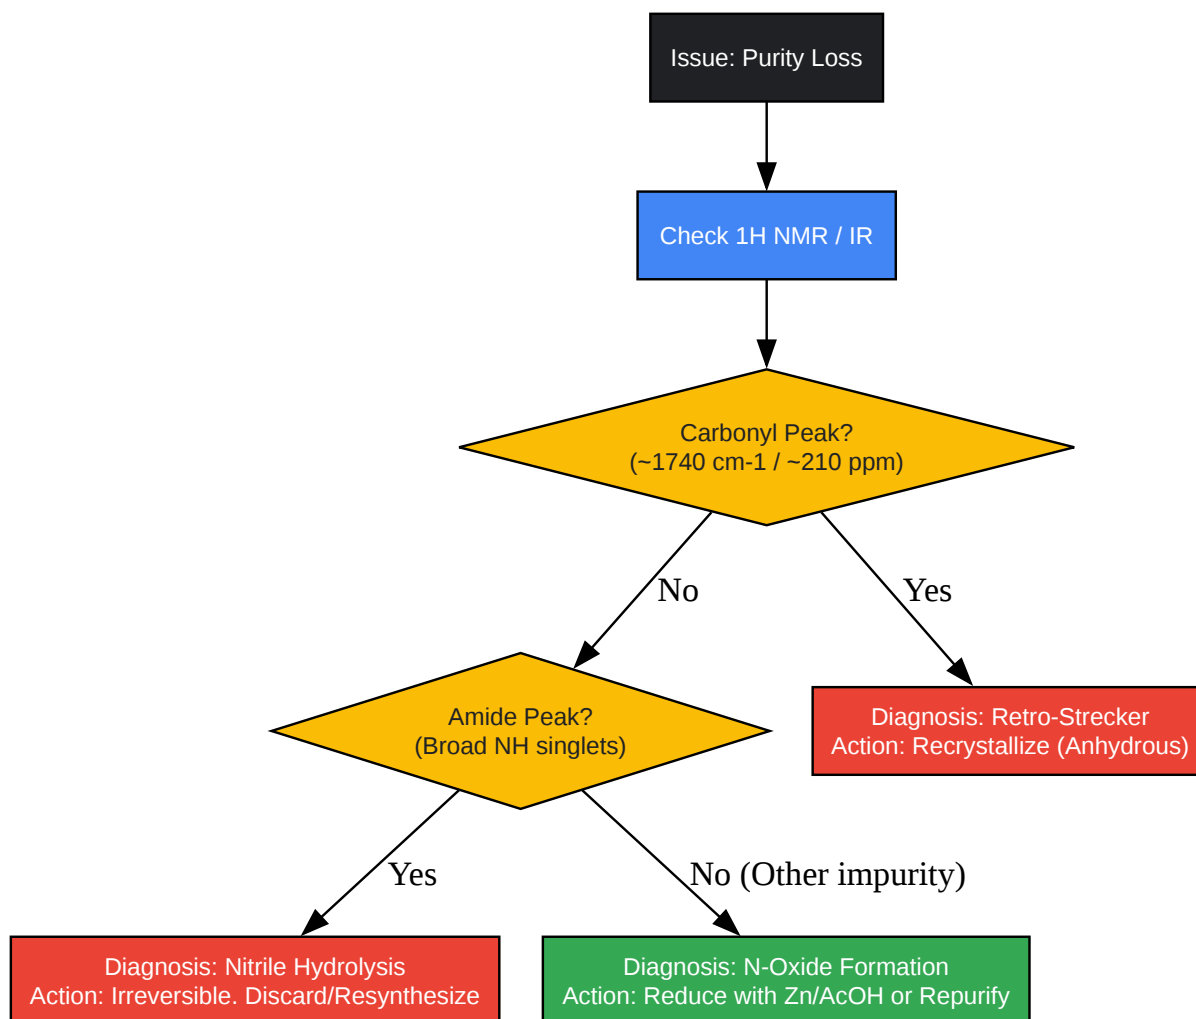 Issue: Purity Loss
Check 1H NMR / IR
Carbonyl Peak?
(~1740 cm-1 / ~210 ppm)
No
Yes
Amide Peak?
(Broad NH singlets)
Diagnosis: Retro-Strecker
Action: Recrystallize (Anhydrous)
Yes
No (Other impurity)
Diagnosis: Nitrile Hydrolysis
Action: Irreversible. Discard/Resynthesize
Diagnosis: N-Oxide Formation
Action: Reduce with Zn/AcOH or Repurify